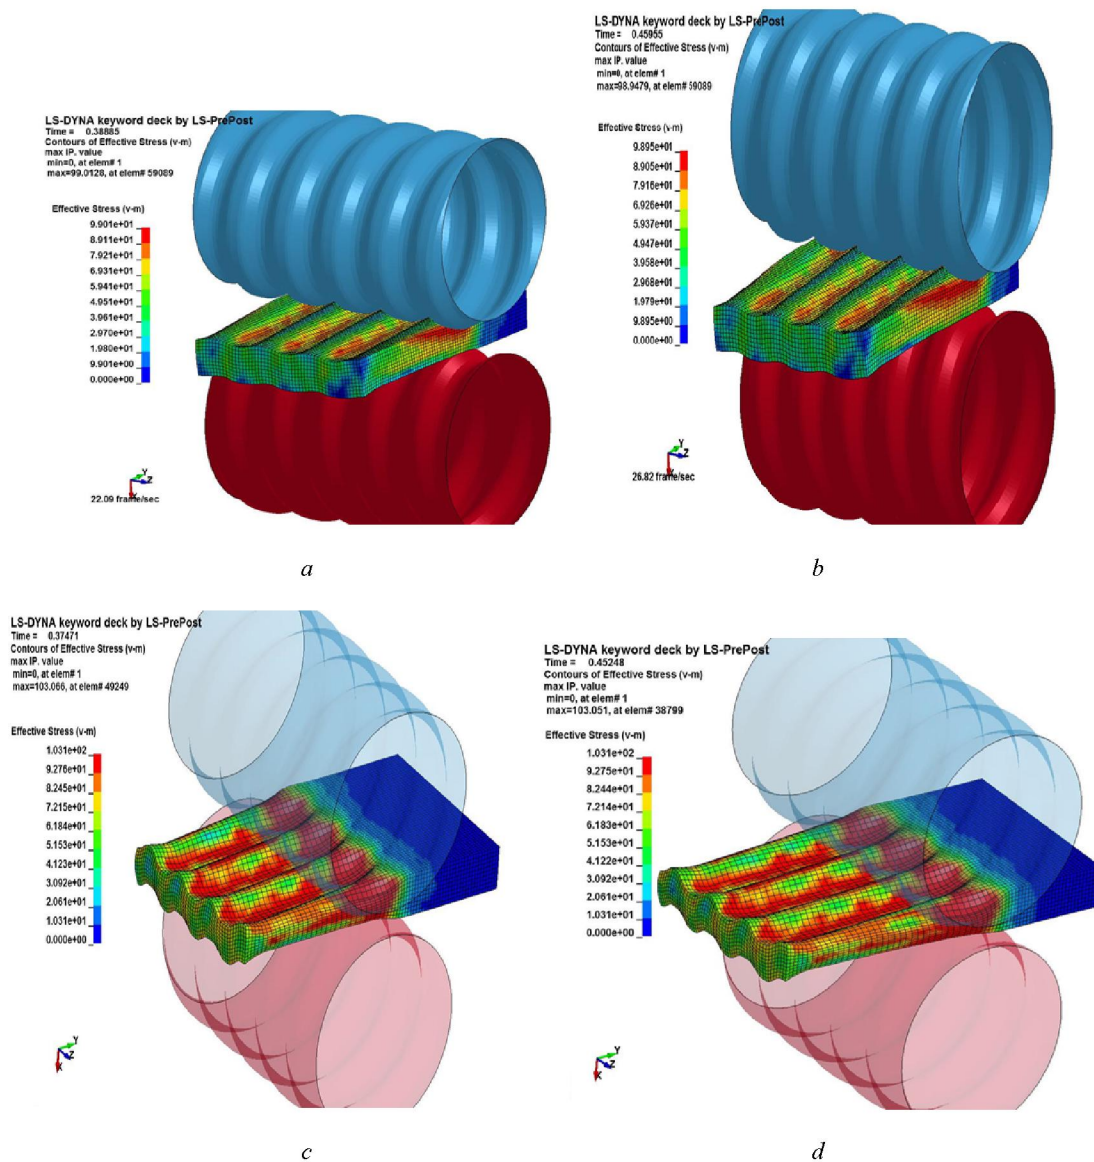 a
LS-DYNA keyword deck by LS-PrePost
Time = 0.38885
Contours of Effective Stress (v-m)
max IP. value
min=0, at elem# 1
max=99.0128, at elem# 59089
Effective Stress (v-m)
9.901e+01
8.911e+01
7.921e+01
6.931e+01
5.941e+01
4.951e+01
3.961e+01
2.970e+01
1.980e+01
9.901e+00
0.000e+00
Y
Z
X
22.09 frame/sec
a
b
LS-DYNA keyword deck by LS-PrePost
Time = 0.45955
Contours of Effective Stress (v-m)
max IP. value
min=0, at elem# 1
max=98.9479, at elem# 59089
Effective Stress (v-m)
9.895e+01
8.905e+01
7.916e+01
6.926e+01
5.937e+01
4.947e+01
3.958e+01
2.968e+01
1.979e+01
9.895e+00
0.000e+00
Y
Z
X
26.82 frame/sec
b
LS-DYNA keyword deck by LS-PrePost
Time = 0.37471
Contours of Effective Stress (v-m)
max IP. value
min=0, at elem# 1
max=103.066, at elem# 49249
Effective Stress (v-m)
1.031e+02
9.276e+01
8.245e+01
7.215e+01
6.184e+01
5.153e+01
4.123e+01
3.092e+01
2.061e+01
1.031e+01
0.000e+00
Y
Z
X
c
LS-DYNA keyword deck by LS-PrePost
Time = 0.45248
Contours of Effective Stress (v-m)
max IP. value
min=0, at elem# 1
max=103.051, at elem# 38799
Effective Stress (v-m)
1.031e+02
9.275e+01
8.244e+01
7.214e+01
6.183e+01
5.153e+01
4.122e+01
3.092e+01
2.061e+01
1.031e+01
0.000e+00
Y
Z
X
d